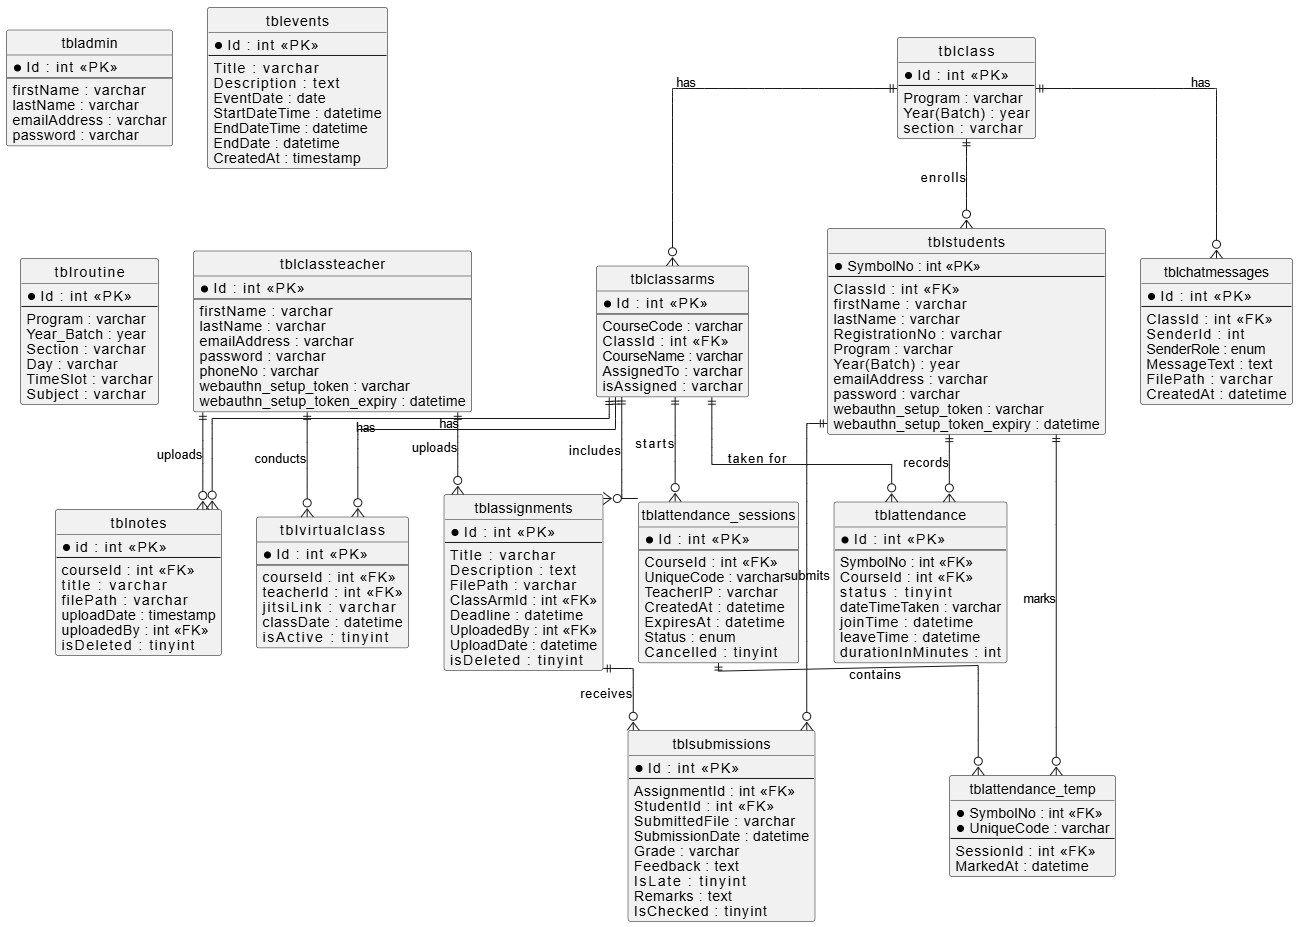 tbladmin
Id : int «PK»
firstName : varchar
lastName : varchar
emailAddress : varchar
password : varchar
tblevents
Id : int «PK»
Title : varchar
Description : text
EventDate : date
StartDateTime : datetime
EndDateTime : datetime
EndDate : datetime
CreatedAt : timestamp
tblclass
Id : int «PK»
Program : varchar
Year(Batch) : year
section : varchar
has
has
enrolls
tblroutine
Id : int «PK»
Program : varchar
Year_Batch : year
Section : varchar
Day : varchar
TimeSlot : varchar
Subject : varchar
tblclassteacher
Id : int «PK»
firstName : varchar
lastName : varchar
emailAddress : varchar
password : varchar
phoneNo : varchar
webauthn_setup_token : varchar
webauthn_setup_token_expiry : datetime
tblclassarms
Id : int «PK»
CourseCode : varchar
ClassId : int «FK»
CourseName : varchar
AssignedTo : varchar
isAssigned : varchar
tblstudents
SymbolNo : int «PK»
ClassId : int «FK»
firstName : varchar
lastName : varchar
RegistrationNo : varchar
Program : varchar
Year(Batch) : year
emailAddress : varchar
password : varchar
webauthn_setup_token : varchar
webauthn_setup_token_expiry : datetime
tblchatmessages
Id : int «PK»
ClassId : int «FK»
SenderId : int
SenderRole : enum
MessageText : text
FilePath : varchar
CreatedAt : datetime
uploads
conducts
has
has
uploads
includes
starts
taken for
records
tblnotes
id : int «PK»
courseId : int «FK»
title : varchar
filePath : varchar
uploadDate : timestamp
uploadedBy : int «FK»
isDeleted : tinyint
tblvirtualclass
Id : int «PK»
courseId : int «FK»
teacherId : int «FK»
jitsiLink : varchar
classDate : datetime
isActive : tinyint
tblassignments
Id : int «PK»
Title : varchar
Description : text
FilePath : varchar
ClassArmId : int «FK»
Deadline : datetime
UploadedBy : int «FK»
UploadDate : datetime
isDeleted : tinyint
tblattendance_sessions
Id : int «PK»
CourseId : int «FK»
UniqueCode : varchar
TeacherIP : varchar
CreatedAt : datetime
ExpiresAt : datetime
Status : enum
Cancelled : tinyint
submits
tblattendance
Id : int «PK»
SymbolNo : int «FK»
CourseId : int «FK»
status : tinyint
dateTimeTaken : varchar
joinTime : datetime
leaveTime : datetime
durationInMinutes : int
marks
receives
contains
tblsubmissions
Id : int «PK»
AssignmentId : int «FK»
StudentId : int «FK»
SubmittedFile : varchar
SubmissionDate : datetime
Grade : varchar
Feedback : text
IsLate : tinyint
Remarks : text
IsChecked : tinyint
tblattendance_temp
SymbolNo : int «FK»
UniqueCode : varchar
SessionId : int «FK»
MarkedAt : datetime